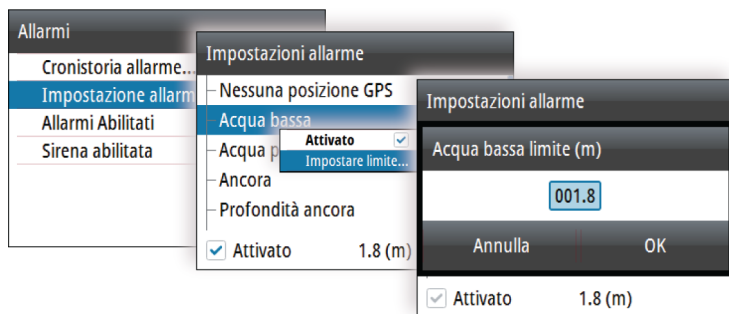 Allarmi
Cronistoria allarme...
Impostazione allarm
Allarmi Abilitati
Sirena abilitata
Impostazioni allarme
Nessuna posizione GPS
Acqua bassa
Acqua p
Attivato
Impostare limite...
Ancora
Profondità ancora
Attivato 1.8 (m)
Impostazioni allarme
Acqua bassa limite (m)
001.8
Annulla OK
Attivato 1.8 (m)